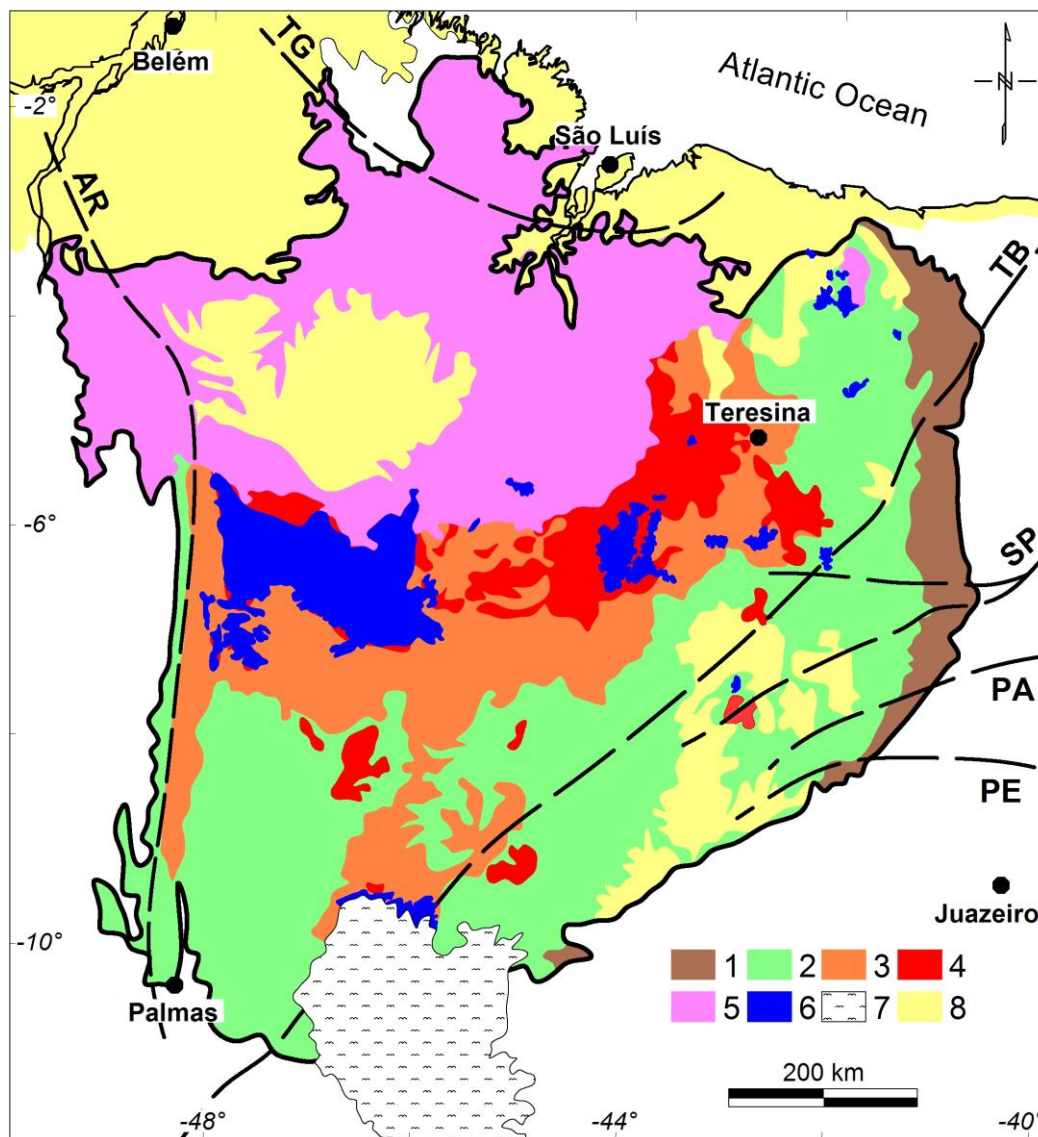 TG
Belém
Atlantic Ocean
N
-2°
São Luís
AR
TB
Teresina
-6°
SP
PA
PE
Juazeiro
-10°
1 2 3 4
5 6 7 8
Palmas
200 km
-48° -44° -40°